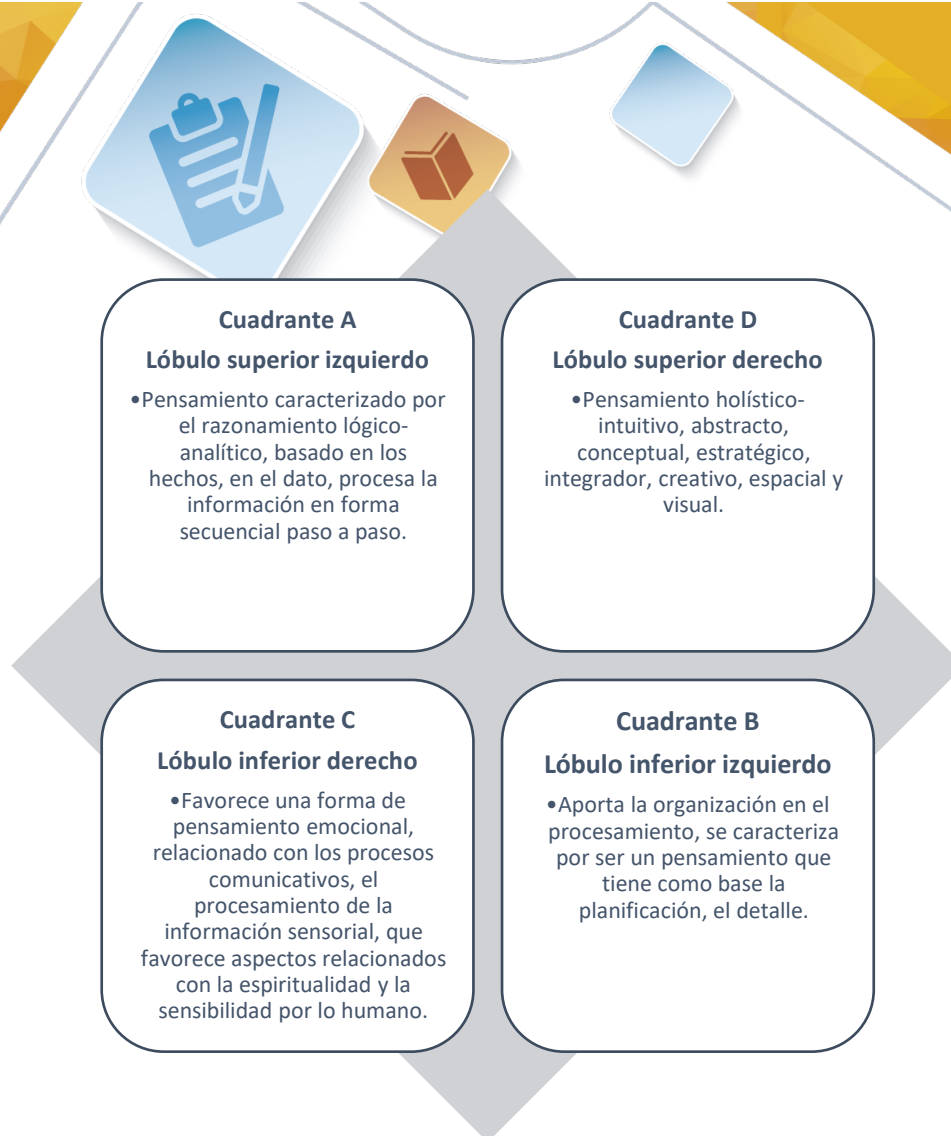 Cuadrante A
Lóbulo superior izquierdo
•Pensamiento caracterizado por
el razonamiento lógico-
analítico, basado en los
hechos, en el dato, procesa la
información en forma
secuencial paso a paso.
Cuadrante D
Lóbulo superior derecho
•Pensamiento holístico-
intuitivo, abstracto,
conceptual, estratégico,
integrador, creativo, espacial y
visual.
Cuadrante C
Lóbulo inferior derecho
•Favorece una forma de
pensamiento emocional,
relacionado con los procesos
comunicativos, el
procesamiento de la
información sensorial, que
favorece aspectos relacionados
con la espiritualidad y la
sensibilidad por lo humano.
Cuadrante B
Lóbulo inferior izquierdo
•Aporta la organización en el
procesamiento, se caracteriza
por ser un pensamiento que
tiene como base la
planificación, el detalle.